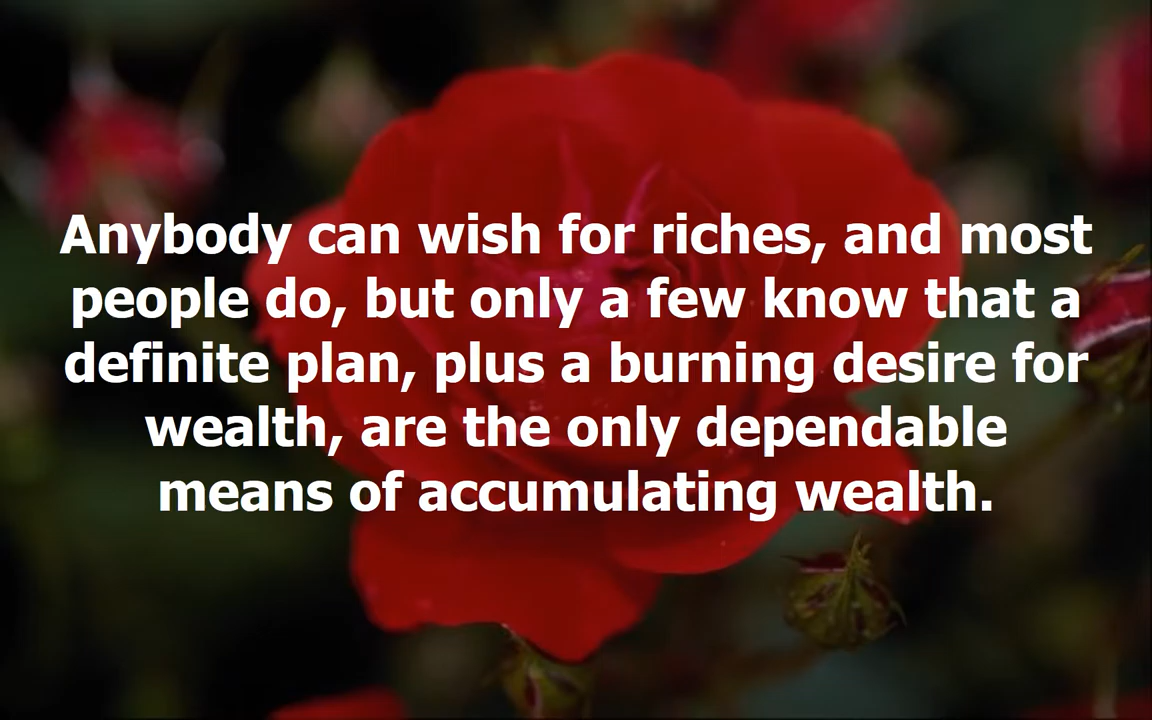 Anybody can wish for riches, and most
people do, but only a few know that a
definite plan, plus a burning desire for
wealth, are the only dependable
means of accumulating wealth.